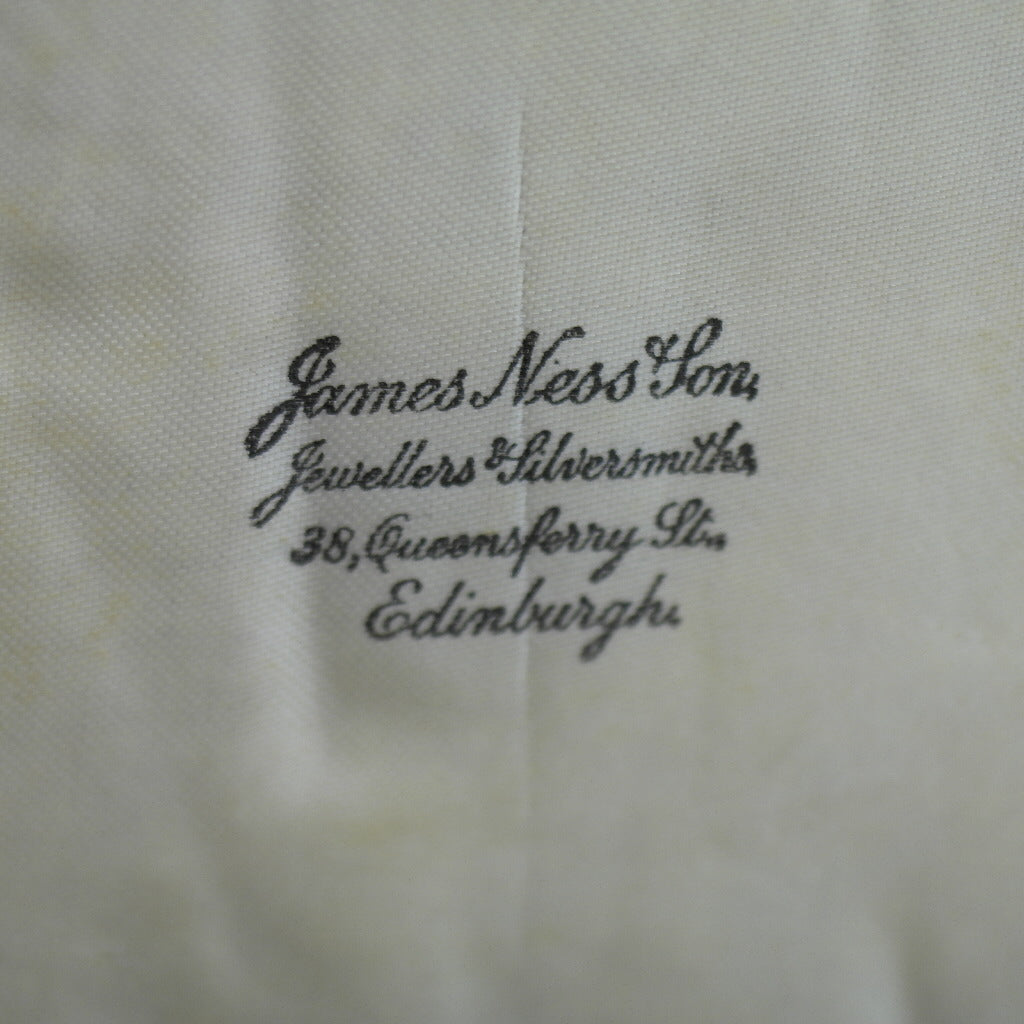 James Ness & Son,
Jewellers & Silversmiths,
38, Queensferry St.,
Edinburgh.